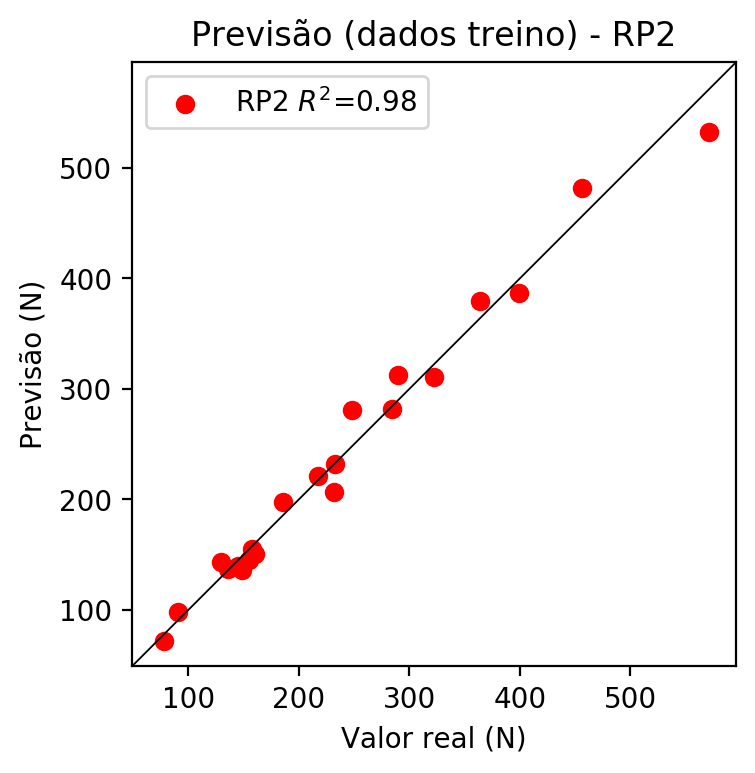 Previsão (dados treino) - RP2
RP2 R²=0.98
Previsão (N)
500
400
300
200
100
100 200 300 400 500
Valor real (N)